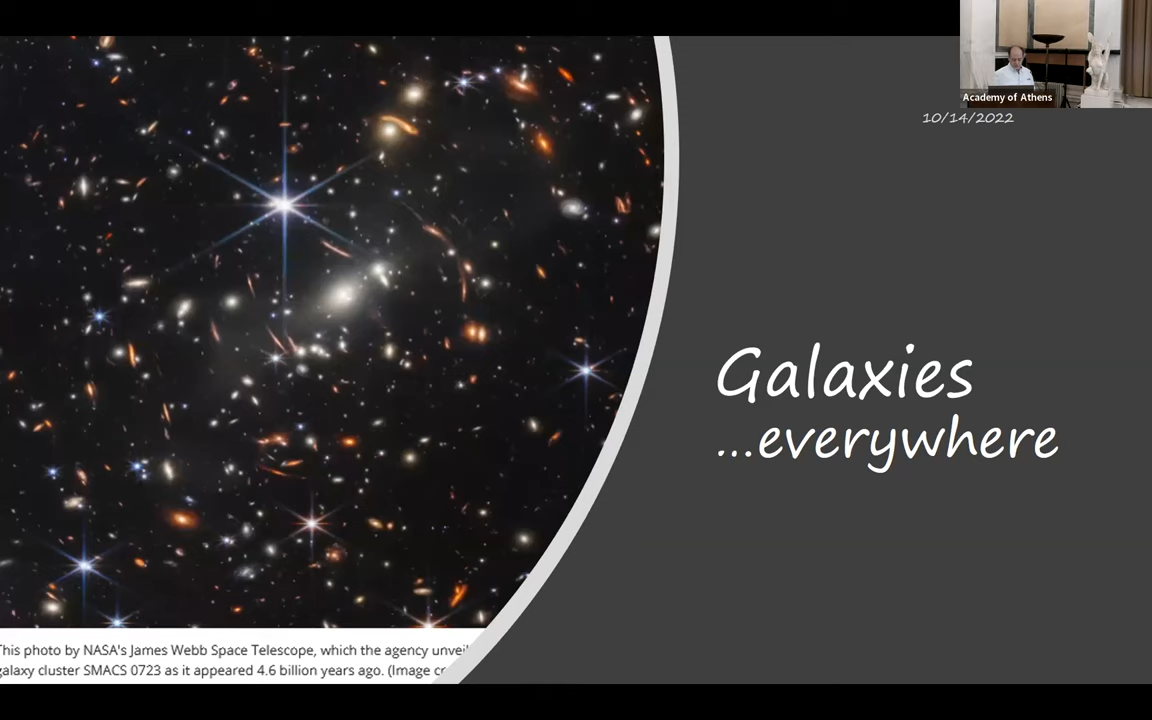 Academy of Athens
10/14/2022
Galaxies
...everywhere
This photo by NASA's James Webb Space Telescope, which the agency
galaxy cluster SMACS 0723 as it appeared 4.6 billion years ago. (Image